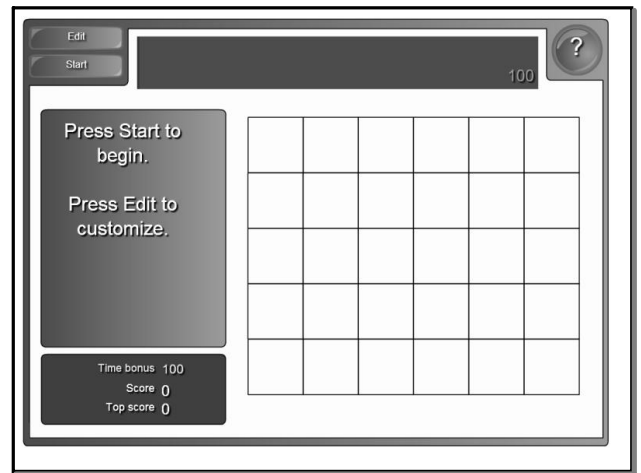 Edit
Start
100
?
Press Start to
begin.
Press Edit to
customize.
Time bonus 100
Score 0
Top score 0